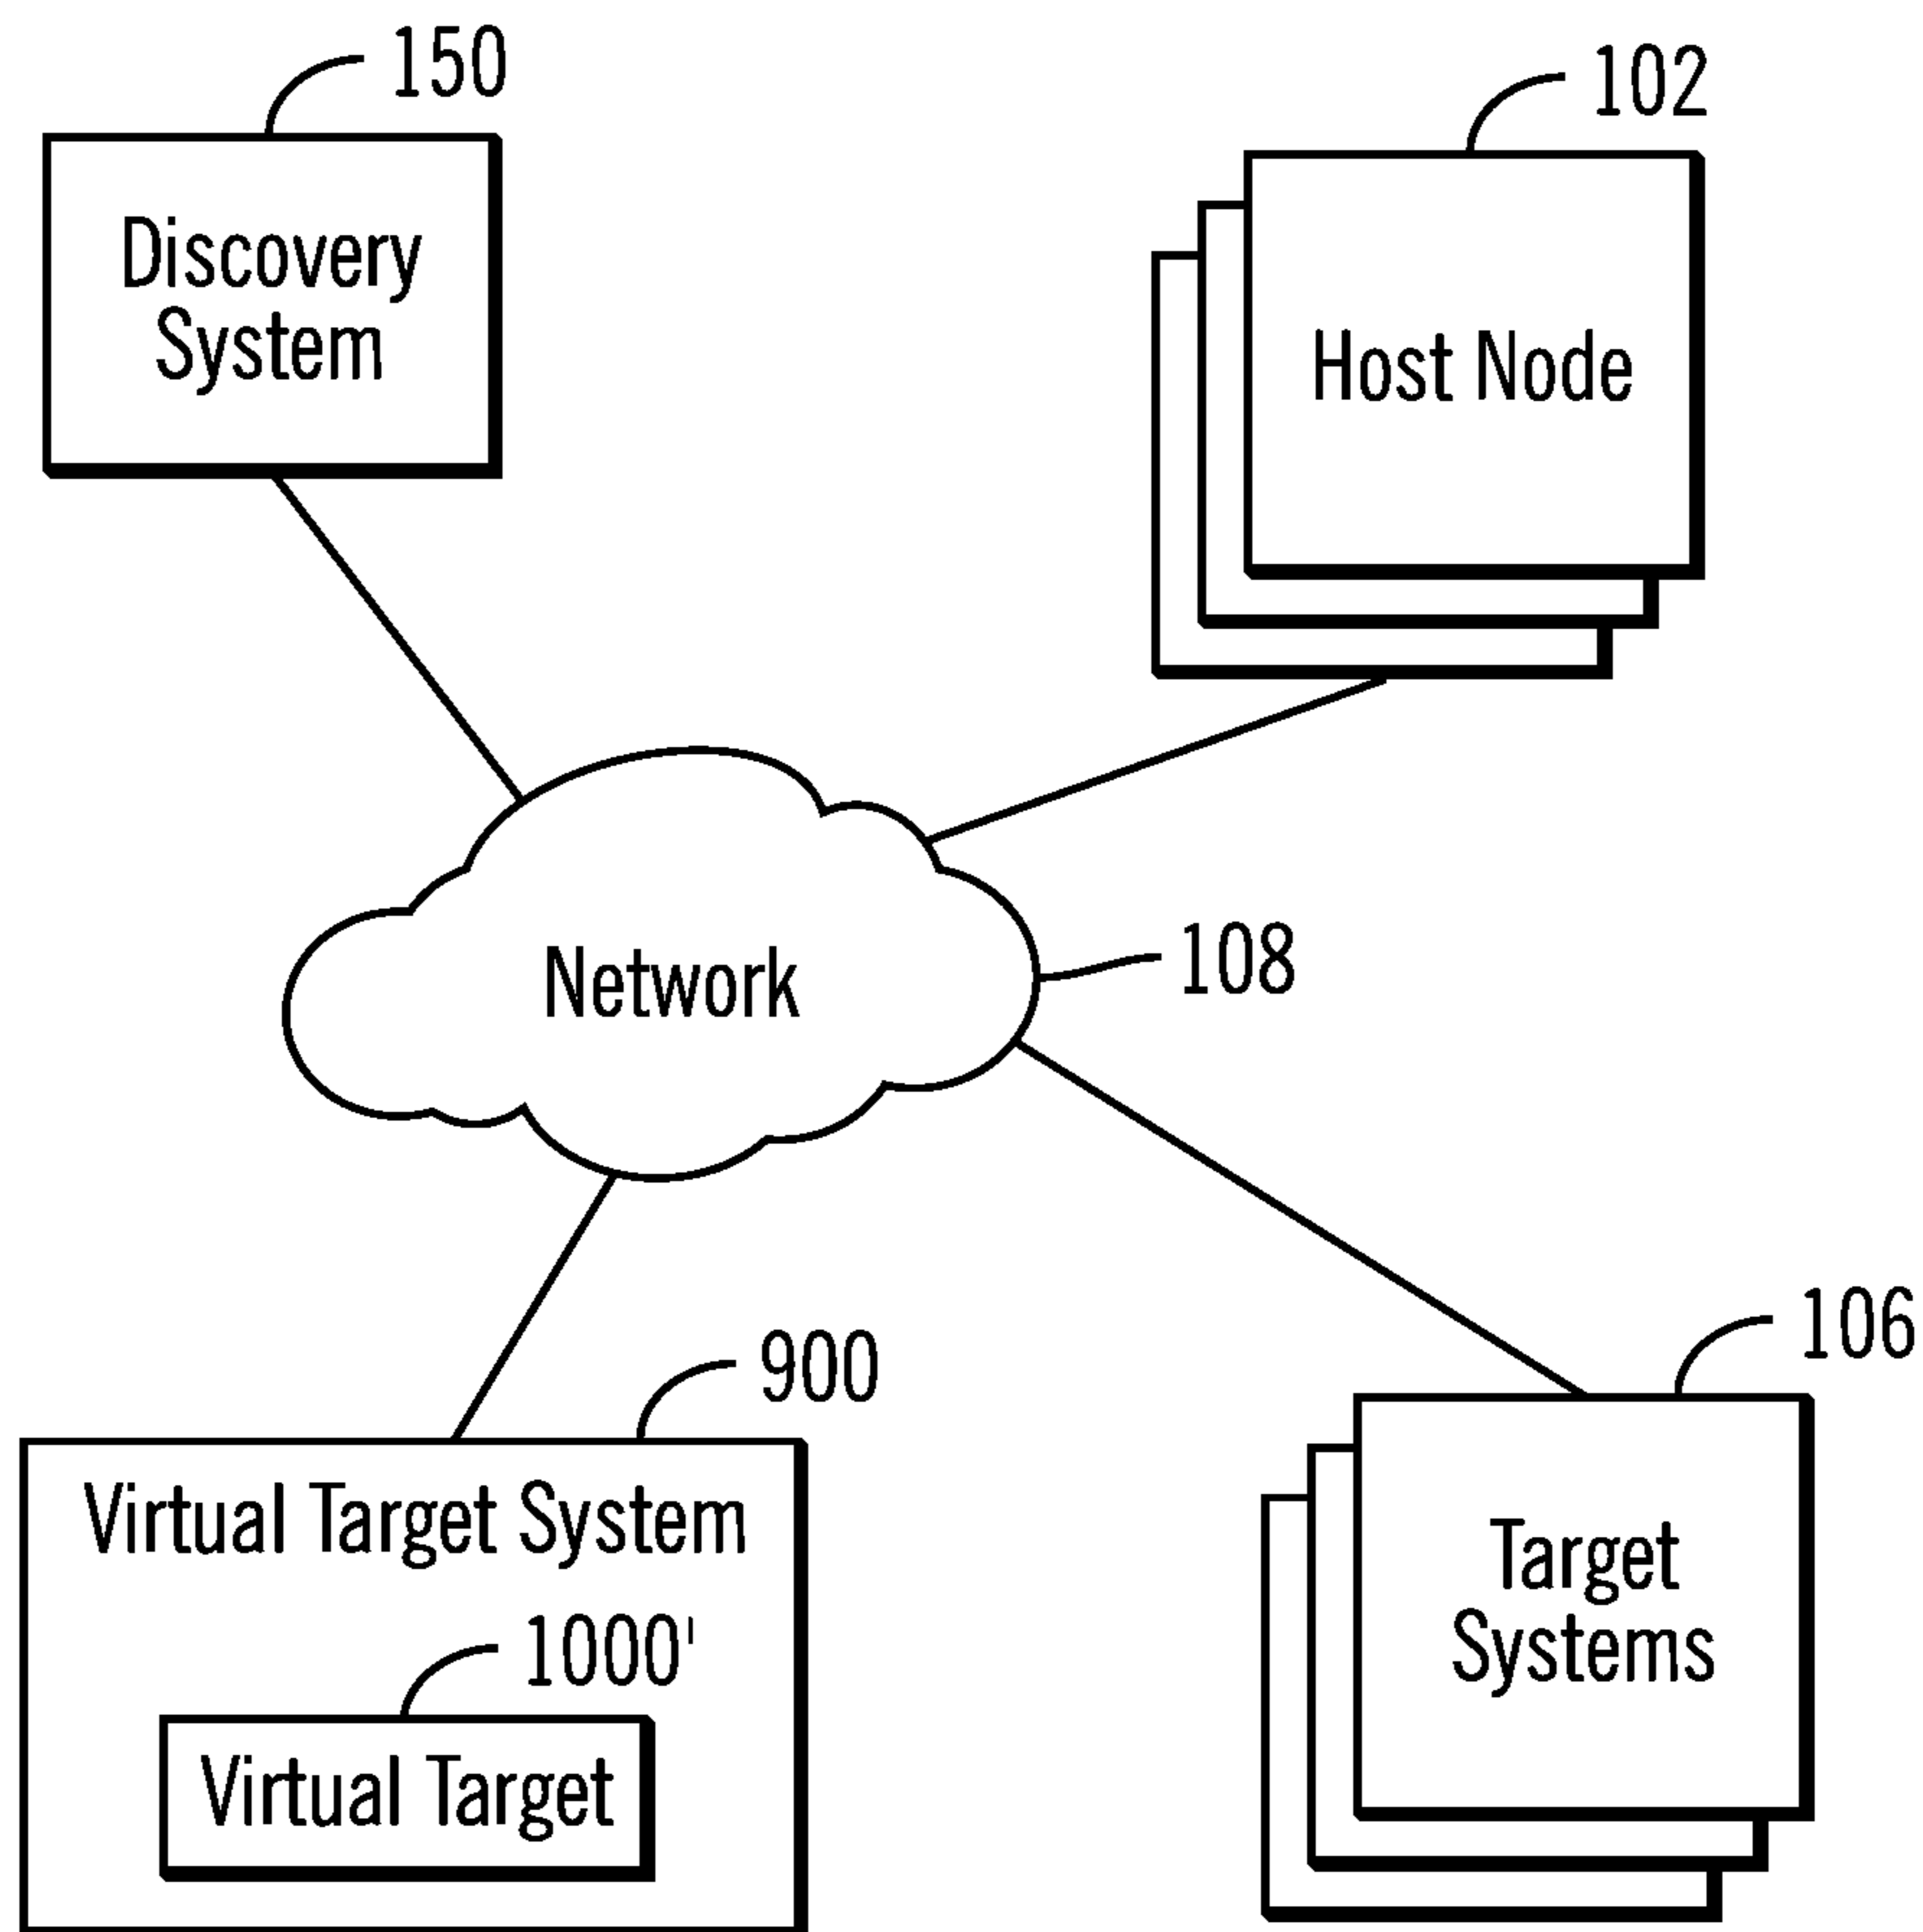 150
Discovery
System
102
Host Node
Network
108
900
Virtual Target System
1000'
Virtual Target
106
Target
Systems